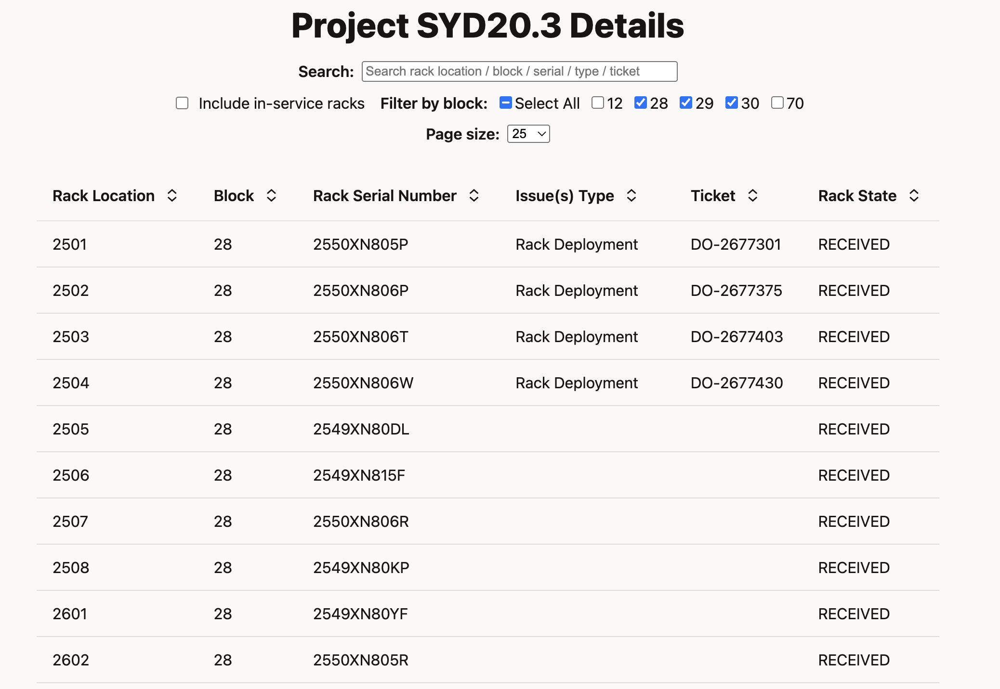 Project SYD20.3 Details
Search: Search rack location / block / serial / type / ticket
Include in-service racks Filter by block: Select All 12 28 29 30 70
Page size: 25
Rack Location Block Rack Serial Number Issue(s) Type Ticket Rack State
2501 28 2550XN805P Rack Deployment DO-2677301 RECEIVED
2502 28 2550XN806P Rack Deployment DO-2677375 RECEIVED
2503 28 2550XN806T Rack Deployment DO-2677403 RECEIVED
2504 28 2550XN806W Rack Deployment DO-2677430 RECEIVED
2505 28 2549XN80DL RECEIVED
2506 28 2549XN815F RECEIVED
2507 28 2550XN806R RECEIVED
2508 28 2549XN80KP RECEIVED
2601 28 2549XN80YF RECEIVED
2602 28 2550XN805R RECEIVED